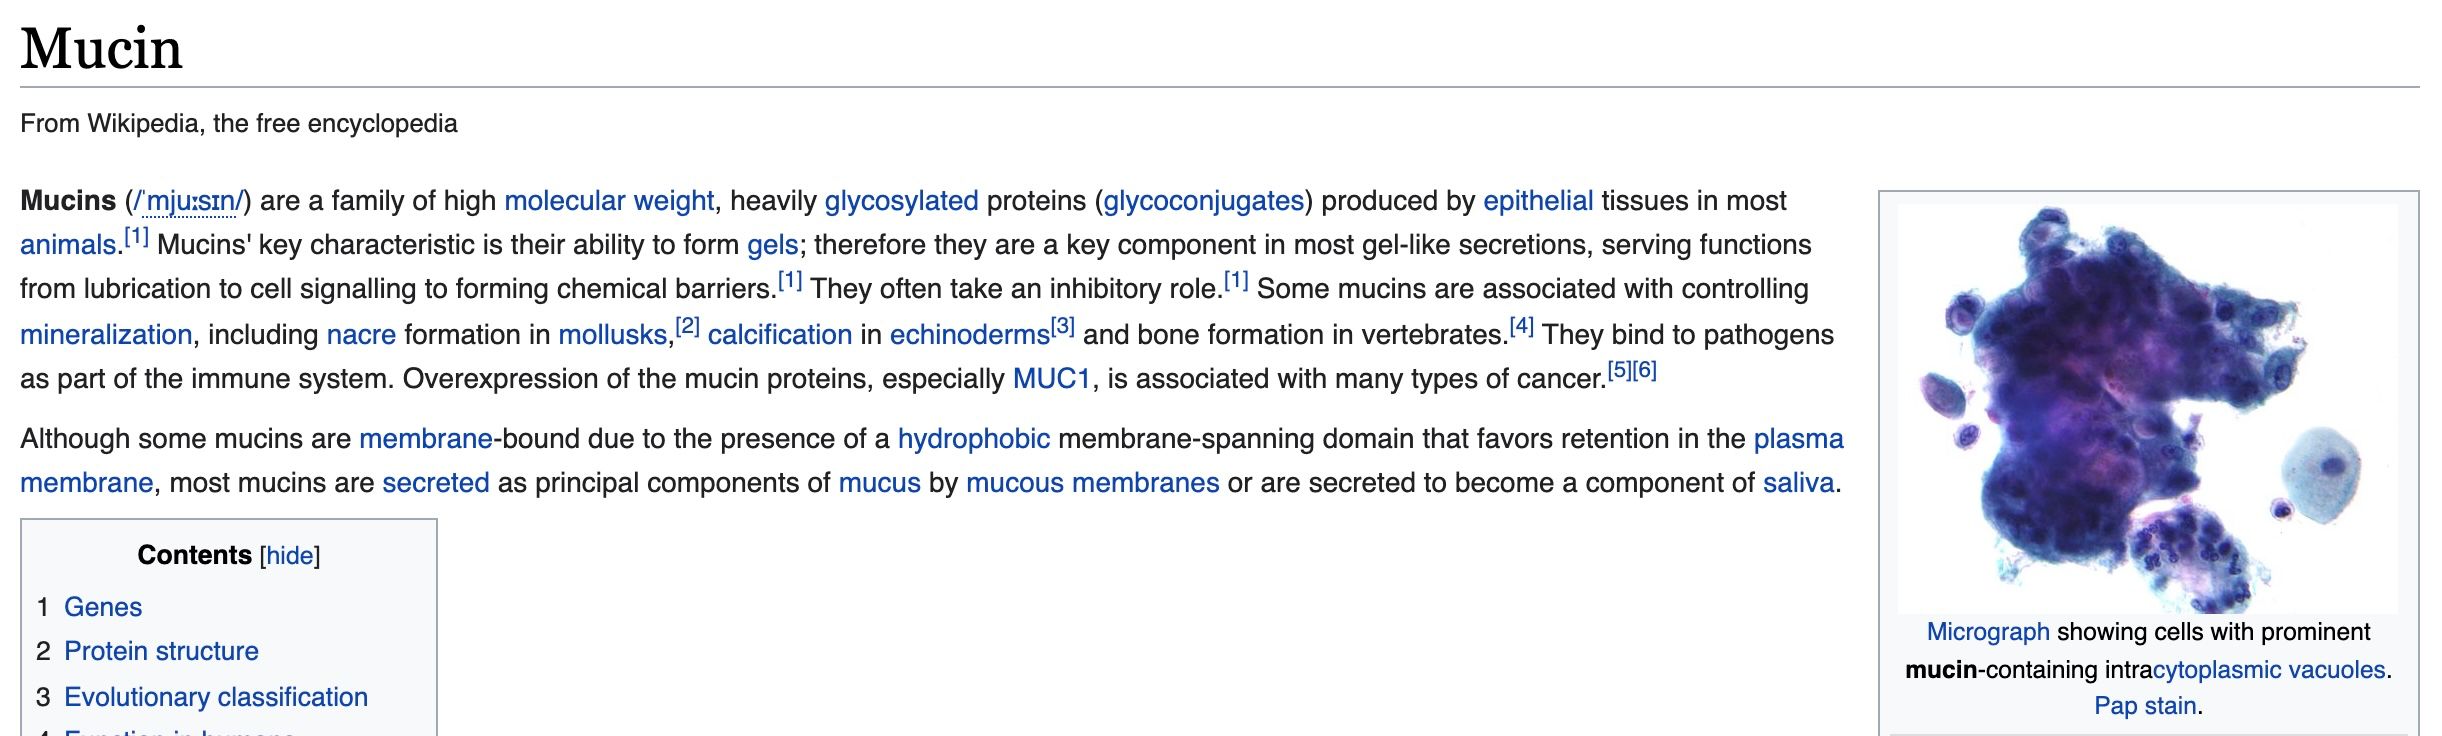 Mucin
From Wikipedia, the free encyclopedia
Mucins (/ˈmjuːsɪn/) are a family of high molecular weight, heavily glycosylated proteins (glycoconjugates) produced by epithelial tissues in most
animals.[1] Mucins' key characteristic is their ability to form gels; therefore they are a key component in most gel-like secretions, serving functions
from lubrication to cell signalling to forming chemical barriers.[1] They often take an inhibitory role.[1] Some mucins are associated with controlling
mineralization, including nacre formation in mollusks,[2] calcification in echinoderms[3] and bone formation in vertebrates.[4] They bind to pathogens
as part of the immune system. Overexpression of the mucin proteins, especially MUC1, is associated with many types of cancer.[5][6]
Although some mucins are membrane-bound due to the presence of a hydrophobic membrane-spanning domain that favors retention in the plasma
membrane, most mucins are secreted as principal components of mucus by mucous membranes or are secreted to become a component of saliva.
Contents [hide]
1 Genes
2 Protein structure
3 Evolutionary classification
4 Function in humans
Micrograph showing cells with prominent
mucin-containing intracytoplasmic vacuoles.
Pap stain.